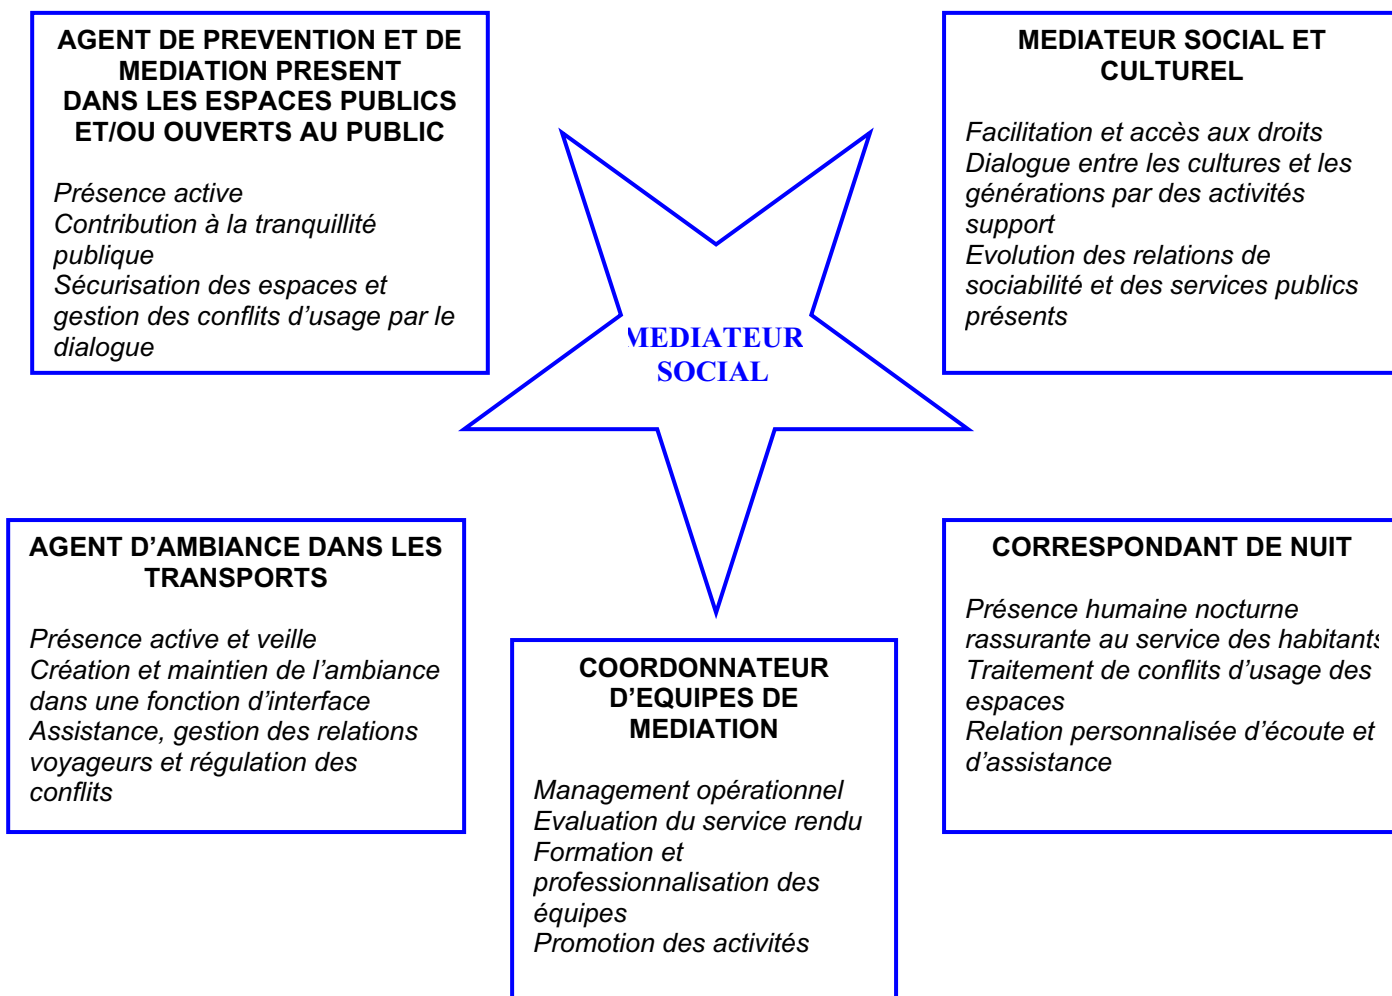 AGENT DE PREVENTION ET DE
MEDIATION PRESENT
DANS LES ESPACES PUBLICS
ET/OU OUVERTS AU PUBLIC
Présence active
Contribution à la tranquillité
publique
Sécurisation des espaces et
gestion des conflits d’usage par le
dialogue
MEDIATEUR SOCIAL ET
CULTUREL
Facilitation et accès aux droits
Dialogue entre les cultures et les
générations par des activités
support
Evolution des relations de
sociabilité et des services publics
présents
MEDIATEUR
SOCIAL
AGENT D’AMBIANCE DANS LES
TRANSPORTS
Présence active et veille
Création et maintien de l’ambiance
dans une fonction d’interface
Assistance, gestion des relations
voyageurs et régulation des
conflits
COORDONNATEUR
D’EQUIPES DE
MEDIATION
Management opérationnel
Evaluation du service rendu
Formation et
professionnalisation des
équipes
Promotion des activités
CORRESPONDANT DE NUIT
Présence humaine nocturne
rassurante au service des habitants
Traitement de conflits d’usage des
espaces
Relation personnalisée d’écoute et
d’assistance